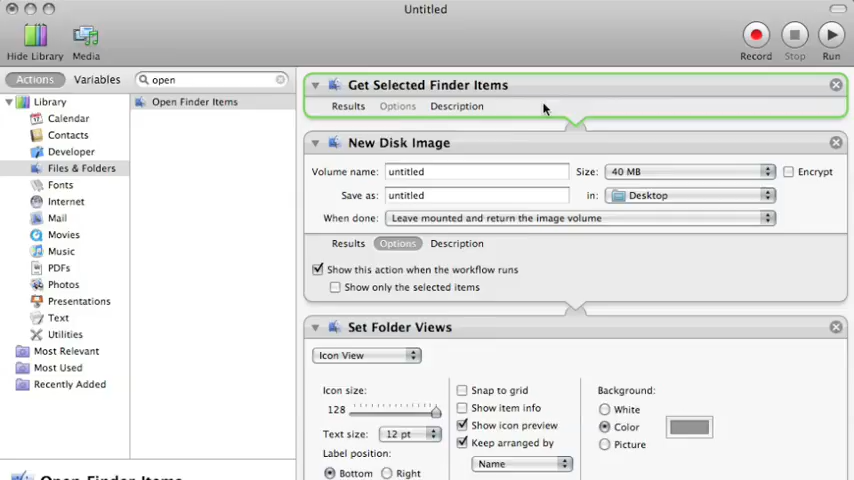 Untitled
Hide Library
Media
Record
Stop
Run
Actions
Variables
open
Library
Calendar
Contacts
Developer
Files & Folders
Fonts
Internet
Mail
Movies
Music
PDFs
Photos
Presentations
Text
Utilities
Most Relevant
Most Used
Recently Added
Open Finder Items
Open Finder Items
Get Selected Finder Items
Results Options Description
New Disk Image
Volume name: untitled Size: 40 MB Encrypt
Save as: untitled in: Desktop
When done: Leave mounted and return the image volume
Results Options Description
Show this action when the workflow runs
Show only the selected items
Set Folder Views
Icon View
Icon size:
128
Text size: 12 pt
Label position:
Bottom Right
Snap to grid
Show item info
Show icon preview
Keep arranged by
Name
Background:
White
Color
Picture